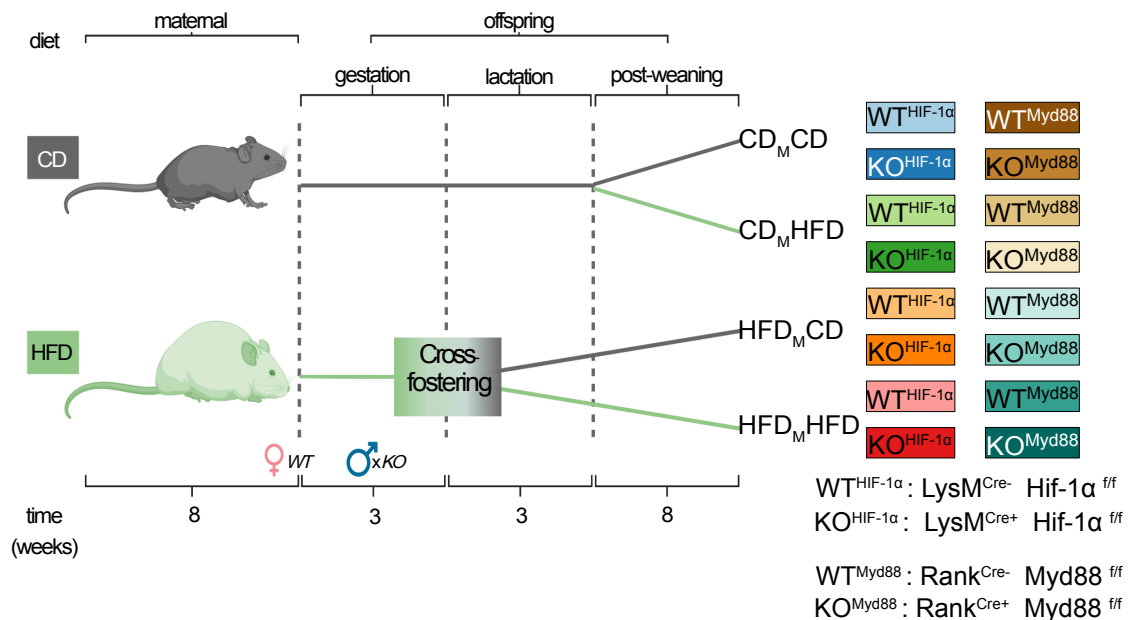 maternal
offspring
diet
gestation
lactation
post-weaning
CD
CD_MCD
WT^HIF-1α WT^Myd88
KO^HIF-1α KO^Myd88
CD_MHFD
WT^HIF-1α WT^Myd88
KO^HIF-1α KO^Myd88
HFD
Cross-
fostering
HFD_MCD
WT^HIF-1α WT^Myd88
KO^HIF-1α KO^Myd88
HFD_MHFD
WT^HIF-1α WT^Myd88
KO^HIF-1α KO^Myd88
♀WT ♂xKO
time
(weeks)
8
3
3
8
WT^HIF-1α : LysM^Cre- Hif-1α ^f/f
KO^HIF-1α : LysM^Cre+ Hif-1α ^f/f
WT^Myd88 : Rank^Cre- Myd88 ^f/f
KO^Myd88 : Rank^Cre+ Myd88 ^f/f